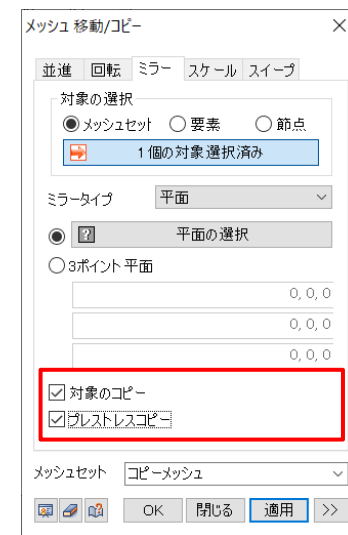 メッシュ 移動/コピー
並進 回転 ミラー スケール スイープ
対象の選択
メッシュセット 要素 節点
1 個の対象選択済み
ミラータイプ 平面
平面の選択
3ポイント平面
0, 0, 0
0, 0, 0
0, 0, 0
対象のコピー
プレストレスコピー
メッシュセット コピーメッシュ
OK 閉じる 適用 >>